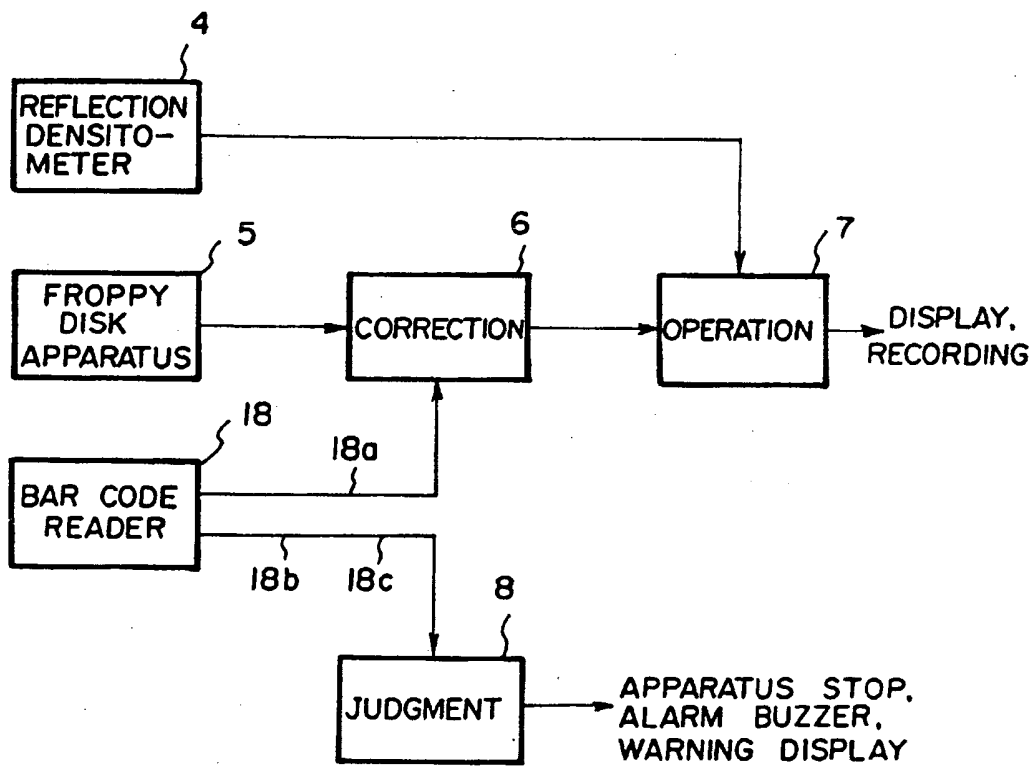 4
REFLECTION
DENSITO-
METER
5
FROPPY
DISK
APPARATUS
6
CORRECTION
7
OPERATION
DISPLAY,
RECORDING
18
BAR CODE
READER
18a
18b
18c
8
JUDGMENT
APPARATUS STOP,
ALARM BUZZER,
WARNING DISPLAY